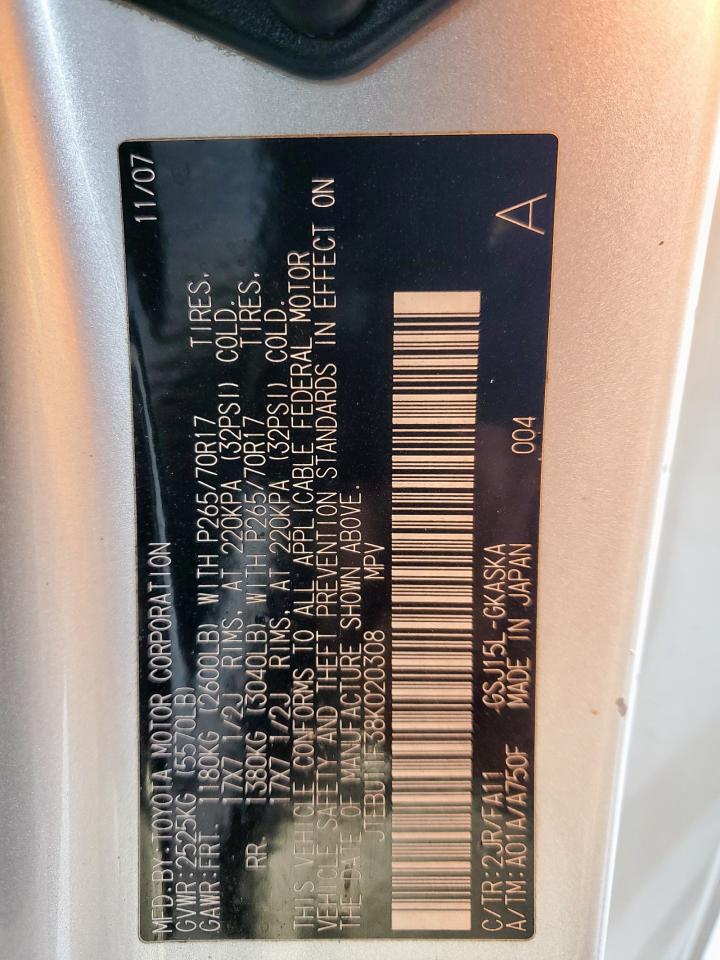 MFD.BY:TOYOTA MOTOR CORPORATION 11/07
GVWR:2525KG (5570LB)
GAWR:FRT. 1180KG (2600LB) WITH P265/70R17 TIRES,
17X7 1/2J RIMS, AT 220KPA (32PSI) COLD.
RR. 1380KG (3040LB) WITH P265/70R17 TIRES,
17X7 1/2J RIMS, AT 220KPA (32PSI) COLD.
THIS VEHICLE CONFORMS TO ALL APPLICABLE FEDERAL MOTOR
VEHICLE SAFETY AND THEFT PREVENTION STANDARDS IN EFFECT ON
THE DATE OF MANUFACTURE SHOWN ABOVE.
JTEBU11F38K020308 MPV
C/TR:2JR/FA11 GSJ15L-GKASKA
A/TM:A01A/A750F MADE IN JAPAN 004 A